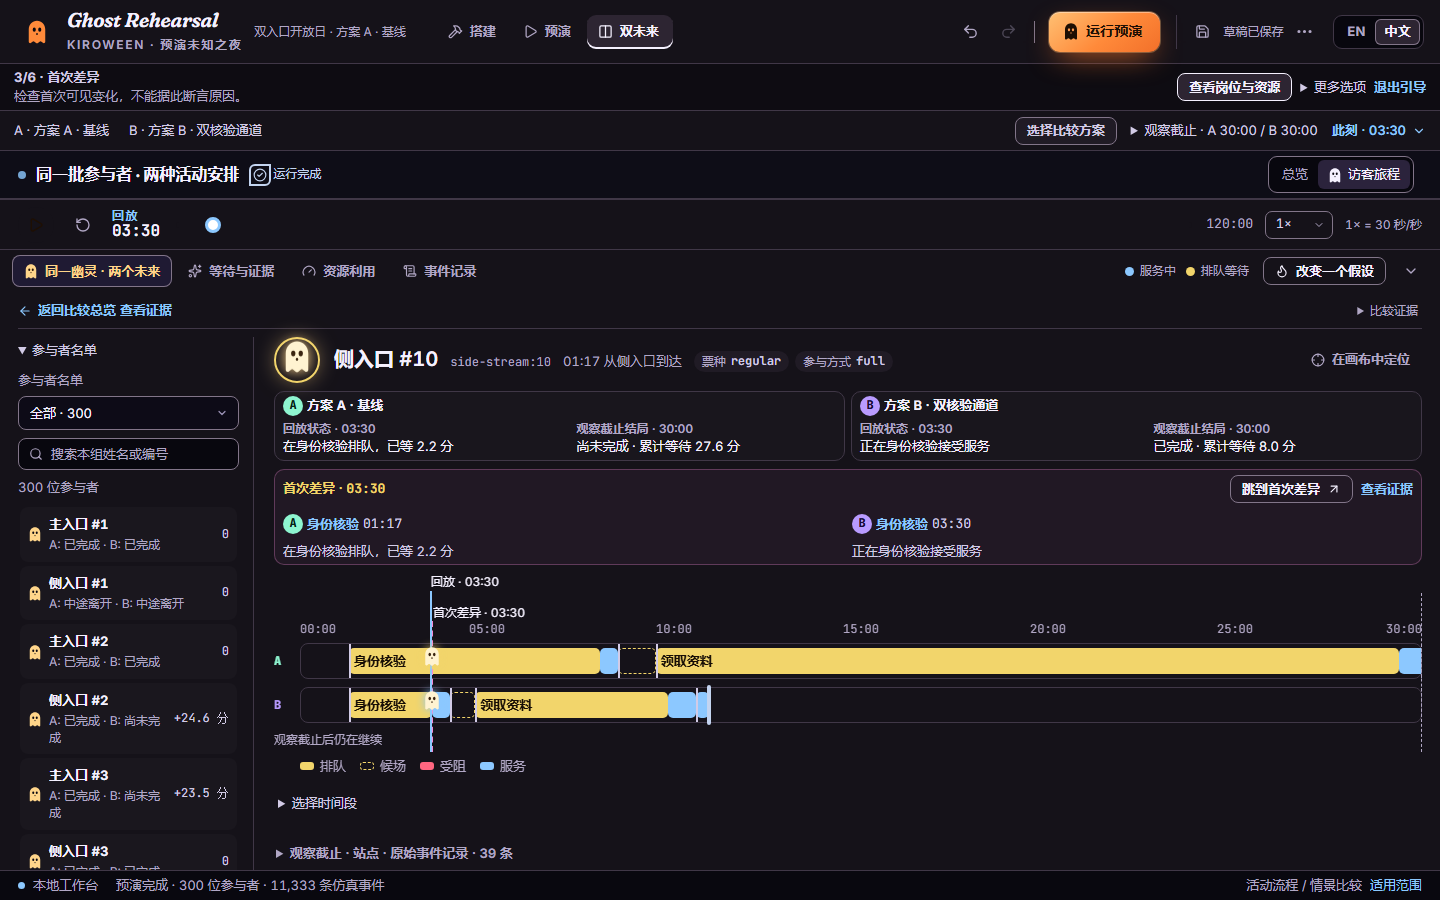 Ghost Rehearsal
KIROWEEN · 预演未知之夜
双入口开放日 · 方案 A · 基线
搭建
预演
双未来
运行预演
草稿已保存
EN
中文
3/6 · 首次差异
检查首次可见变化，不能据此断言原因。
查看岗位与资源
更多选项
退出引导
A · 方案 A · 基线
B · 方案 B · 双核验通道
选择比较方案
观察截止 · A 30:00 / B 30:00
此刻 · 03:30
同一批参与者 · 两种活动安排
运行完成
总览
访客旅程
回放
03:30
120:00
1×
1× = 30 秒/秒
同一幽灵 · 两个未来
等待与证据
资源利用
事件记录
服务中
排队等待
改变一个假设
返回比较总览 查看证据
比较证据
参与者名单
参与者名单
全部 · 300
搜索本组姓名或编号
300 位参与者
主入口 #1
A: 已完成 · B: 已完成
0
侧入口 #1
A: 中途离开 · B: 中途离开
0
主入口 #2
A: 已完成 · B: 已完成
0
侧入口 #2
A: 已完成 · B: 尚未完
成
+24.6 分
主入口 #3
A: 已完成 · B: 尚未完
成
+23.5 分
侧入口 #3
A: 已完成 · B: 已完成
0
侧入口 #10
side-stream:10
01:17 从侧入口到达
票种 regular
参与方式 full
在画布中定位
A 方案 A · 基线
回放状态 · 03:30
在身份核验排队，已等 2.2 分
观察截止结局 · 30:00
尚未完成 · 累计等待 27.6 分
B 方案 B · 双核验通道
回放状态 · 03:30
正在身份核验接受服务
观察截止结局 · 30:00
已完成 · 累计等待 8.0 分
首次差异 · 03:30
跳到首次差异
查看证据
A 身份核验 01:17
在身份核验排队，已等 2.2 分
B 身份核验 03:30
正在身份核验接受服务
回放 · 03:30
首次差异 · 03:30
00:00
05:00
10:00
15:00
20:00
25:00
30:00
A
身份核验
领取资料
B
身份核验
领取资料
观察截止后仍在继续
排队
候场
受阻
服务
选择时间段
观察截止 · 站点 · 原始事件记录 · 39 条
本地工作台
预演完成 · 300 位参与者 · 11,333 条仿真事件
活动流程 / 情景比较
适用范围